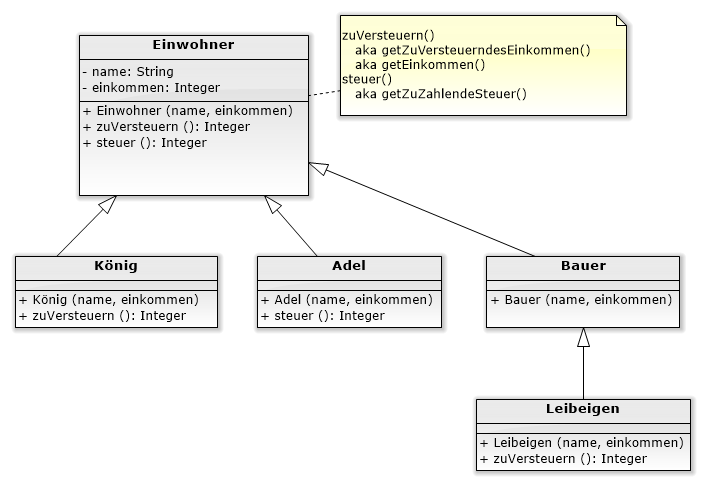 Einwohner
- name: String
- einkommen: Integer
+ Einwohner (name, einkommen)
+ zuVersteuern (): Integer
+ steuer (): Integer
zuVersteuern()
aka getZuVersteuerndesEinkommen()
aka getEinkommen()
steuer()
aka getZuZahlendeSteuer()
König
+ König (name, einkommen)
+ zuVersteuern (): Integer
Adel
+ Adel (name, einkommen)
+ steuer (): Integer
Bauer
+ Bauer (name, einkommen)
Leibeigen
+ Leibeigen (name, einkommen)
+ zuVersteuern (): Integer